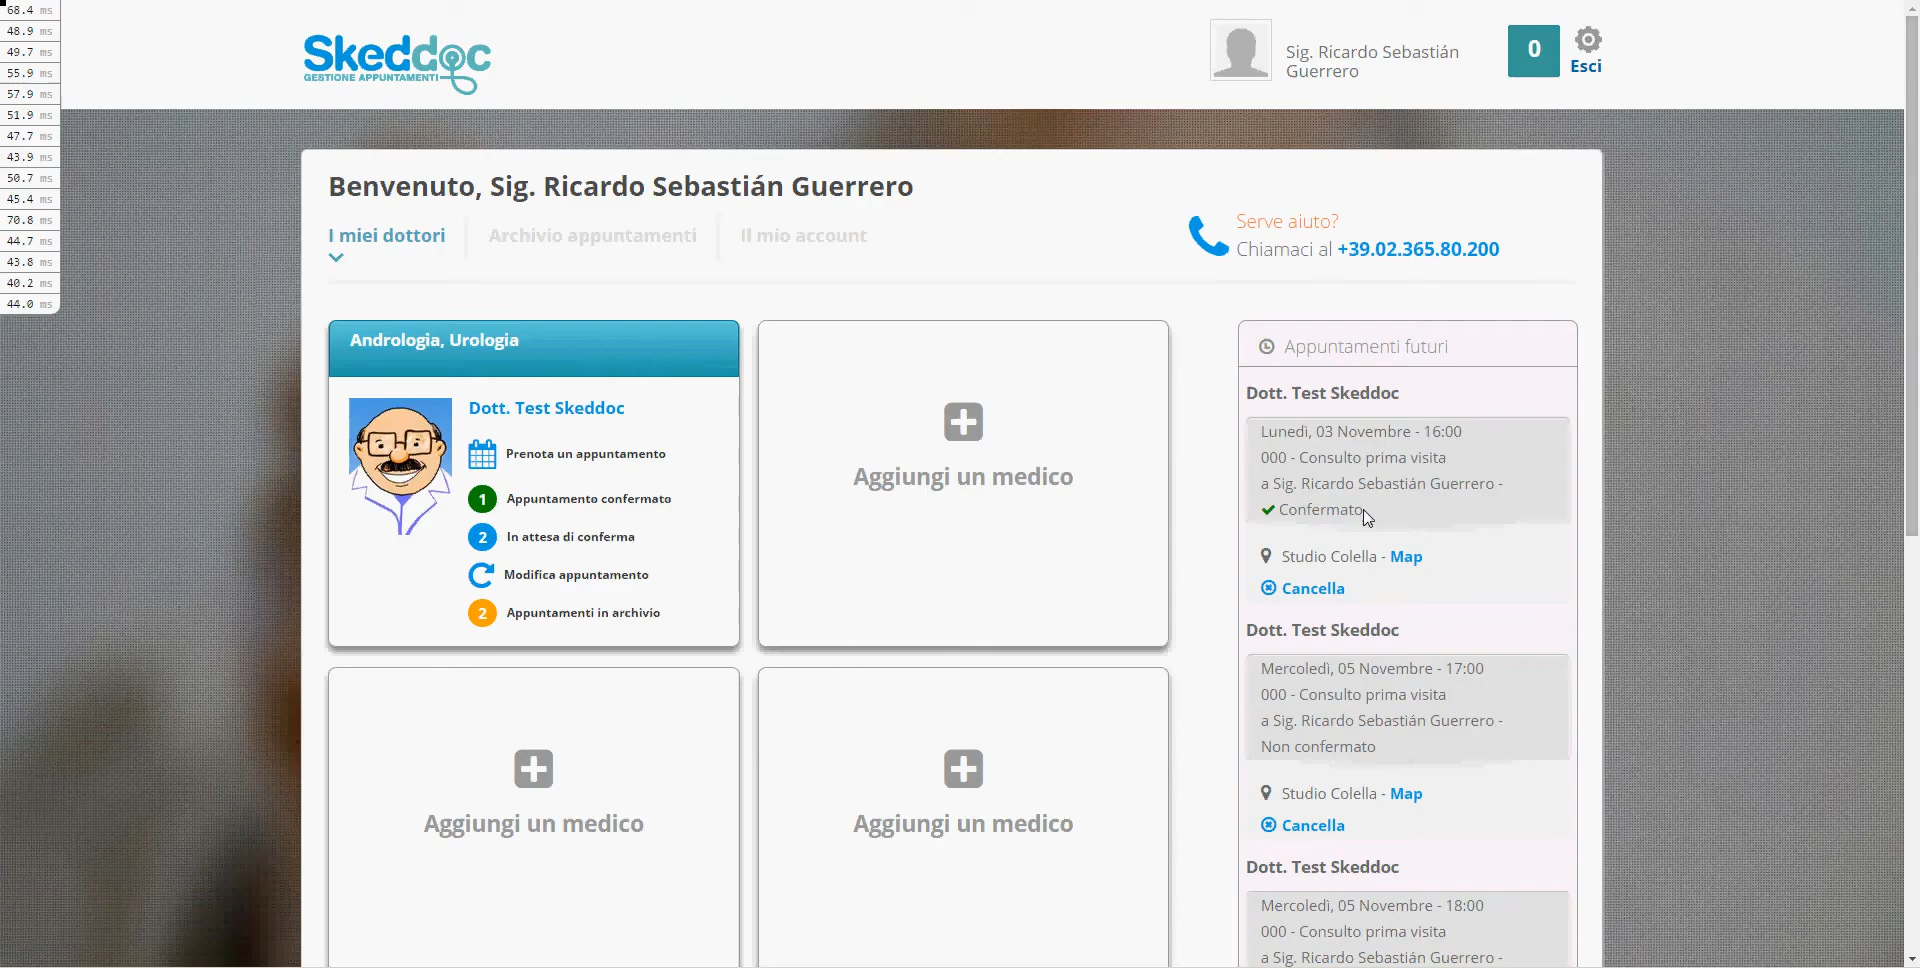 68.4 ms
48.9 ms
49.7 ms
55.9 ms
57.9 ms
51.9 ms
47.7 ms
43.9 ms
50.7 ms
45.4 ms
70.8 ms
44.7 ms
43.8 ms
40.2 ms
44.0 ms
Skeddoc
GESTIONE APPUNTAMENTI
Sig. Ricardo Sebastián
Guerrero
0
Esci
Benvenuto, Sig. Ricardo Sebastián Guerrero
I miei dottori
Archivio appuntamenti
Il mio account
Serve aiuto?
Chiamaci al +39.02.365.80.200
Andrologia, Urologia
Dott. Test Skeddoc
Prenota un appuntamento
1 Appuntamento confermato
2 In attesa di conferma
Modifica appuntamento
2 Appuntamenti in archivio
Aggiungi un medico
Aggiungi un medico
Aggiungi un medico
Appuntamenti futuri
Dott. Test Skeddoc
Lunedì, 03 Novembre - 16:00
000 - Consulto prima visita
a Sig. Ricardo Sebastián Guerrero -
Confermato
Studio Colella - Map
Cancella
Dott. Test Skeddoc
Mercoledì, 05 Novembre - 17:00
000 - Consulto prima visita
a Sig. Ricardo Sebastián Guerrero -
Non confermato
Studio Colella - Map
Cancella
Dott. Test Skeddoc
Mercoledì, 05 Novembre - 18:00
000 - Consulto prima visita
a Sig. Ricardo Sebastián Guerrero -